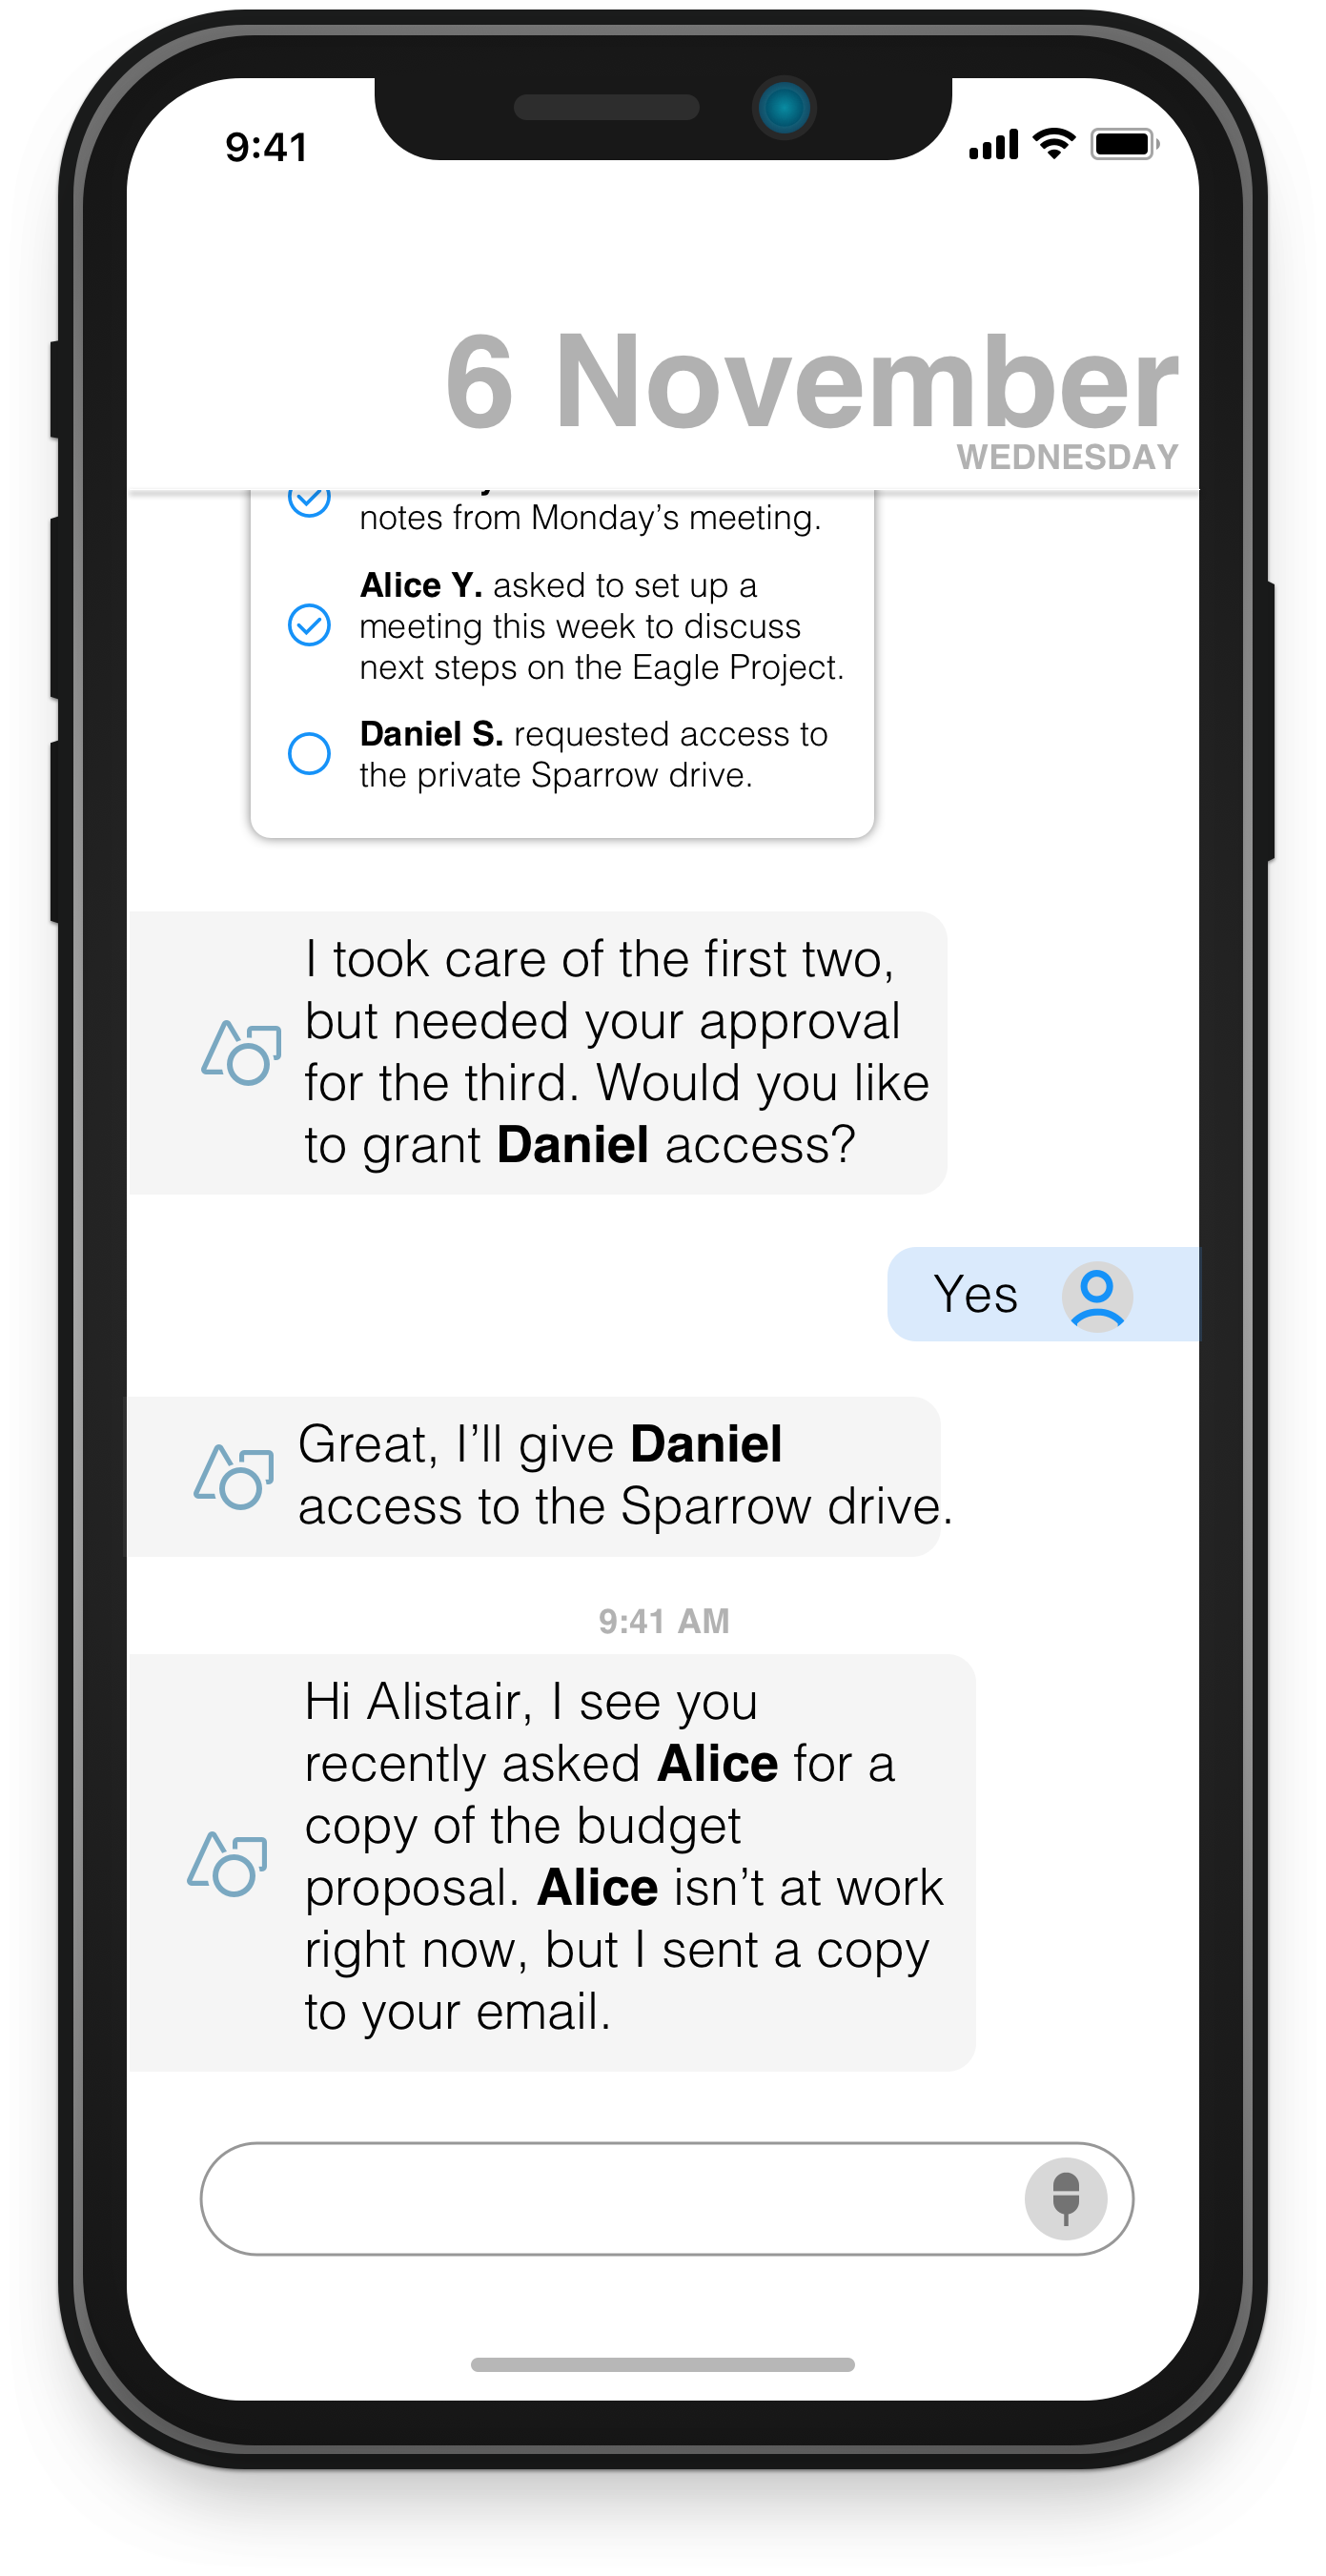 9:41
6 November
WEDNESDAY
notes from Monday’s meeting.
Alice Y. asked to set up a
meeting this week to discuss
next steps on the Eagle Project.
Daniel S. requested access to
the private Sparrow drive.
I took care of the first two,
but needed your approval
for the third. Would you like
to grant Daniel access?
Yes
Great, I’ll give Daniel
access to the Sparrow drive.
9:41 AM
Hi Alistair, I see you
recently asked Alice for a
copy of the budget
proposal. Alice isn’t at work
right now, but I sent a copy
to your email.